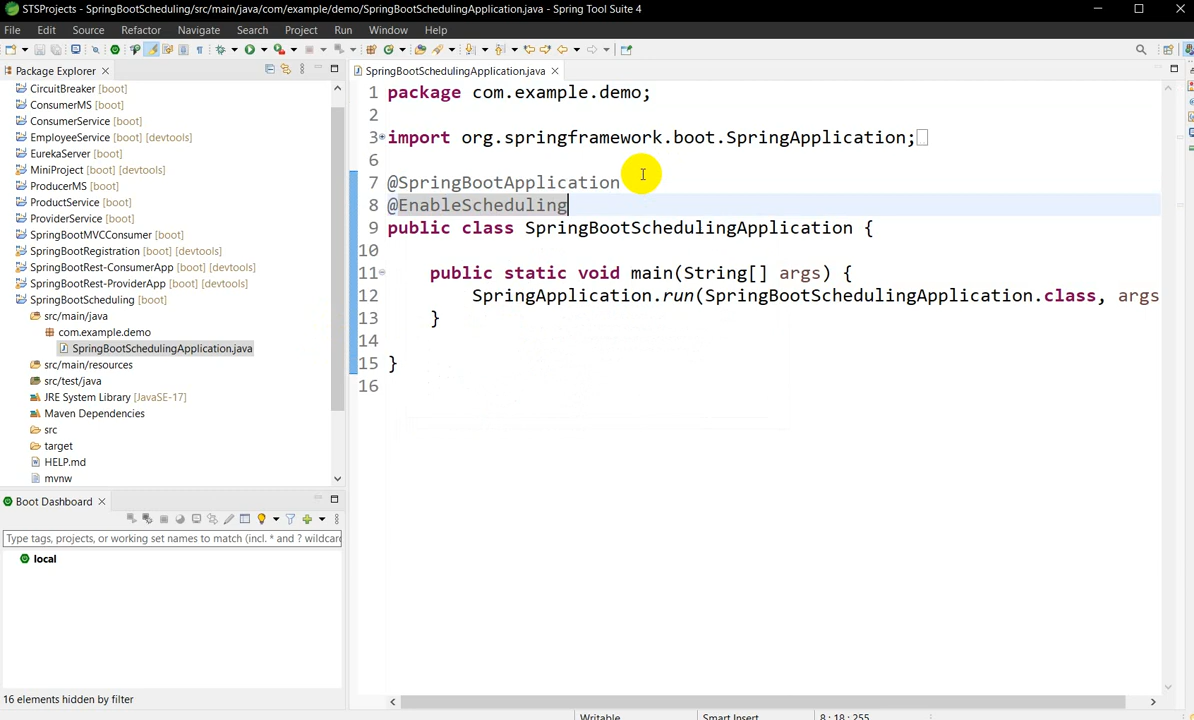 STSProjects - SpringBootScheduling/src/main/java/com/example/demo/SpringBootSchedulingApplication.java - Spring Tool Suite 4
File Edit Source Refactor Navigate Search Project Run Window Help
Package Explorer
CircuitBreaker [boot]
ConsumerMS [boot]
ConsumerService [boot]
EmployeeService [boot] [devtools]
EurekaServer [boot]
MiniProject [boot] [devtools]
ProducerMS [boot]
ProductService [boot]
ProviderService [boot]
SpringBootMVCConsumer [boot]
SpringBootRegistration [boot] [devtools]
SpringBootRest-ConsumerApp [boot] [devtools]
SpringBootRest-ProviderApp [boot] [devtools]
SpringBootScheduling [boot]
src/main/java
com.example.demo
SpringBootSchedulingApplication.java
src/main/resources
src/test/java
JRE System Library [JavaSE-17]
Maven Dependencies
src
target
HELP.md
mvnw
Boot Dashboard
Type tags, projects, or working set names to match (incl. * and ? wildcard
local
16 elements hidden by filter
SpringBootSchedulingApplication.java
1 package com.example.demo;
2
3 import org.springframework.boot.SpringApplication;
6
7 @SpringBootApplication
8 @EnableScheduling
9 public class SpringBootSchedulingApplication {
10
11 public static void main(String[] args) {
12 SpringApplication.run(SpringBootSchedulingApplication.class, args
13 }
14
15 }
16
Writable Smart Insert 8 : 18 : 255